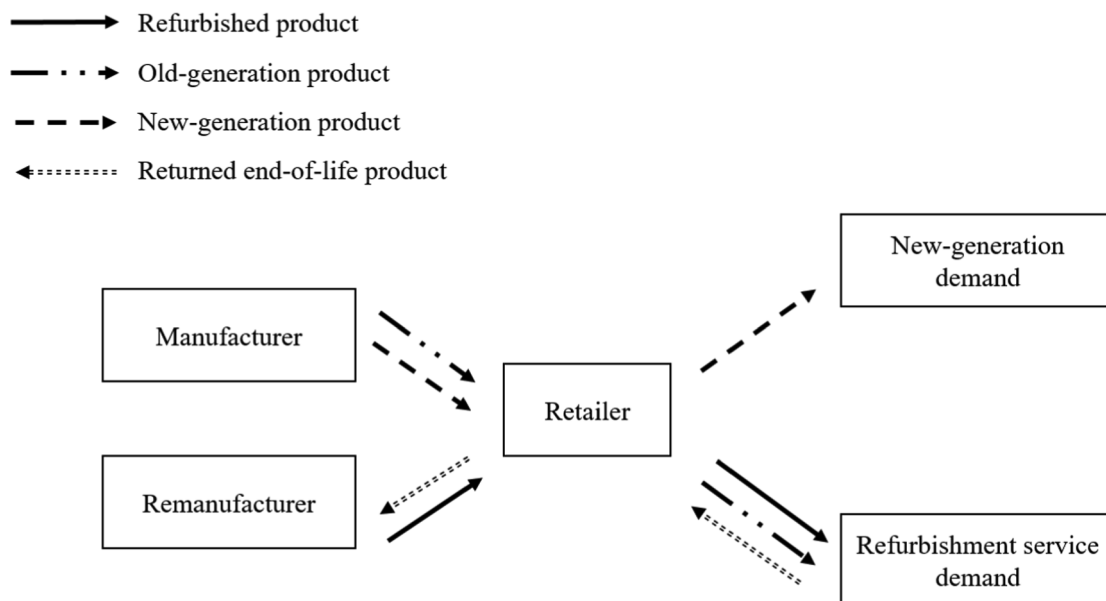 Refurbished product
Old-generation product
New-generation product
Returned end-of-life product
New-generation
demand
Manufacturer
Retailer
Remanufacturer
Refurbishment service
demand